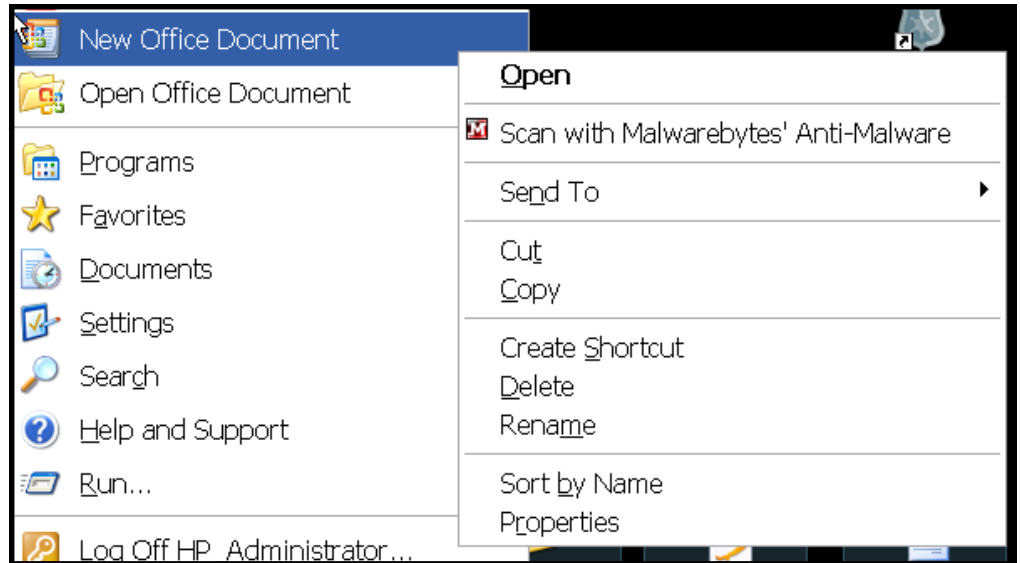 New Office Document
Open Office Document
Programs
Favorites
Documents
Settings
Search
Help and Support
Run...
Log Off HP_Administrator...
Open
Scan with Malwarebytes' Anti-Malware
Send To
Cut
Copy
Create Shortcut
Delete
Rename
Sort by Name
Properties